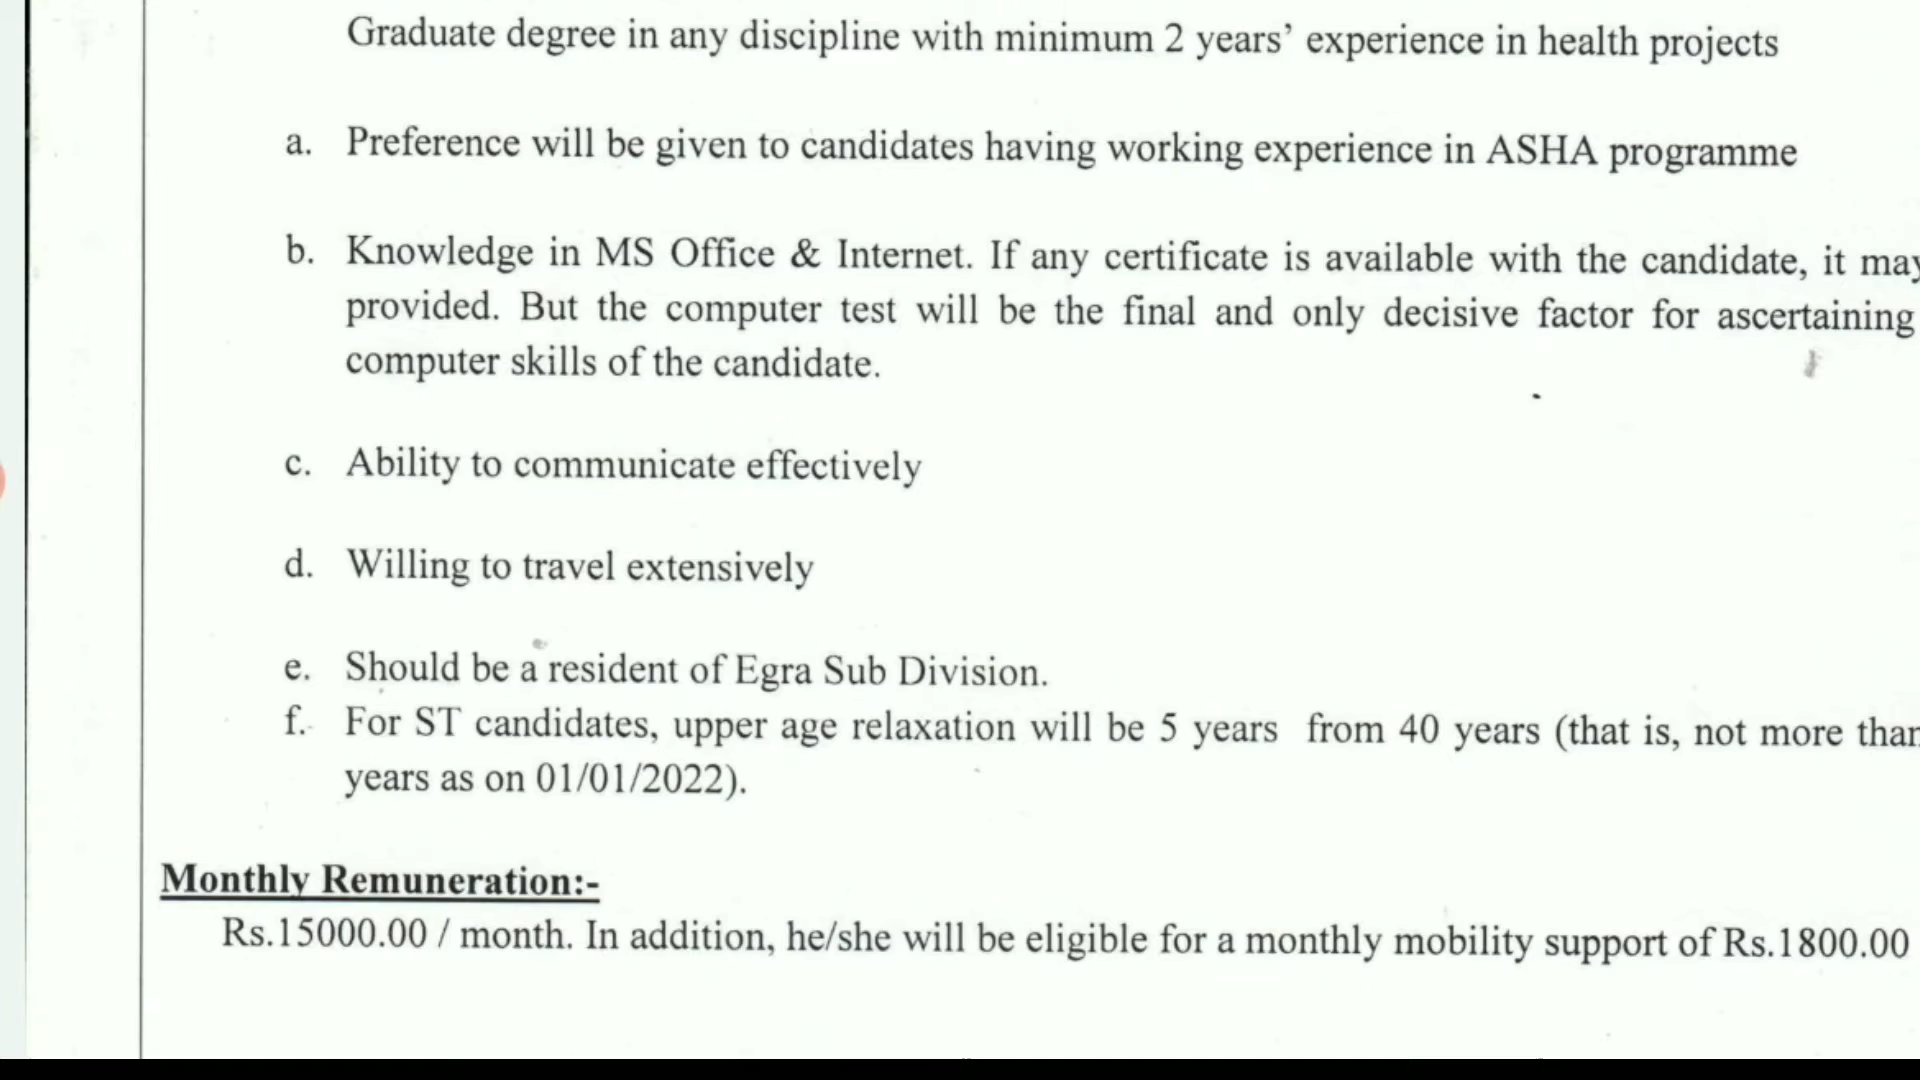 Graduate degree in any discipline with minimum 2 years’ experience in health projects
a. Preference will be given to candidates having working experience in ASHA programme
b. Knowledge in MS Office & Internet. If any certificate is available with the candidate, it may
provided. But the computer test will be the final and only decisive factor for ascertaining
computer skills of the candidate.
c. Ability to communicate effectively
d. Willing to travel extensively
e. Should be a resident of Egra Sub Division.
f. For ST candidates, upper age relaxation will be 5 years from 40 years (that is, not more than
years as on 01/01/2022).
Monthly Remuneration:-
Rs.15000.00 / month. In addition, he/she will be eligible for a monthly mobility support of Rs.1800.00